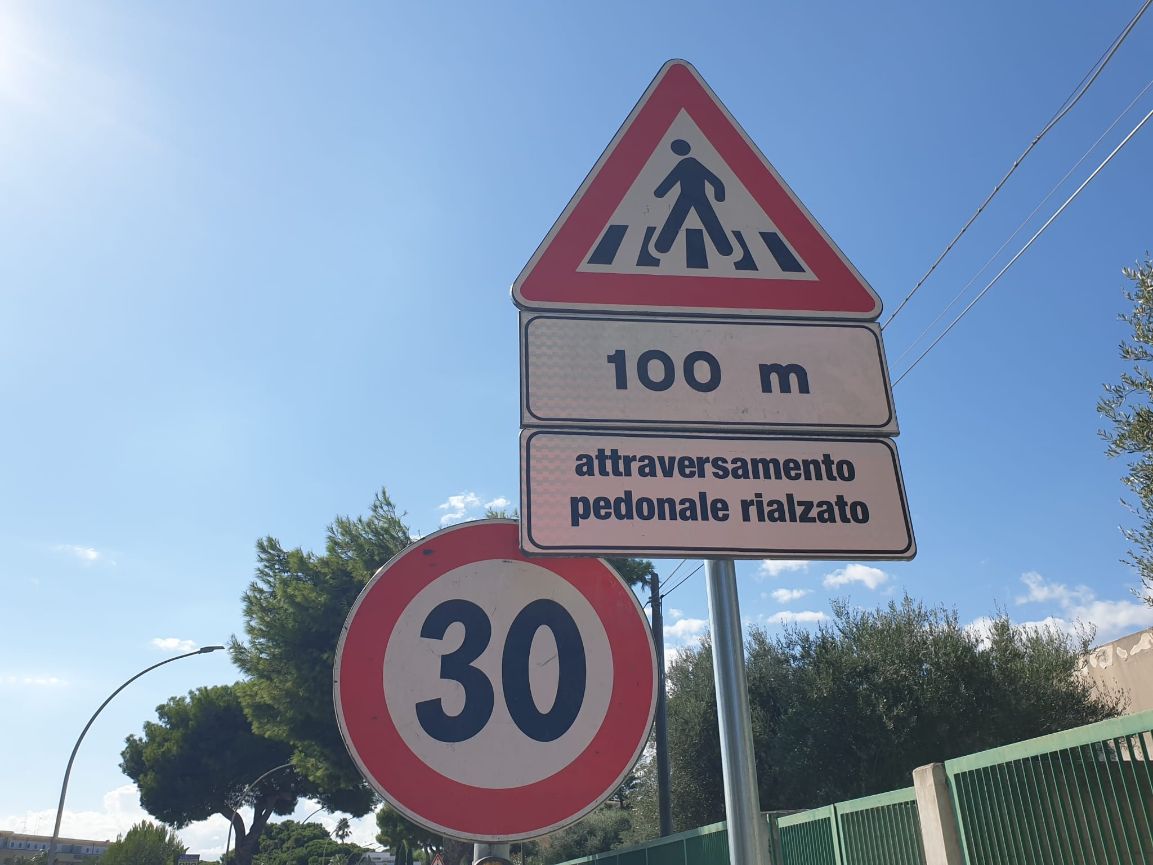 100 m
attraversamento
pedonale rialzato
30